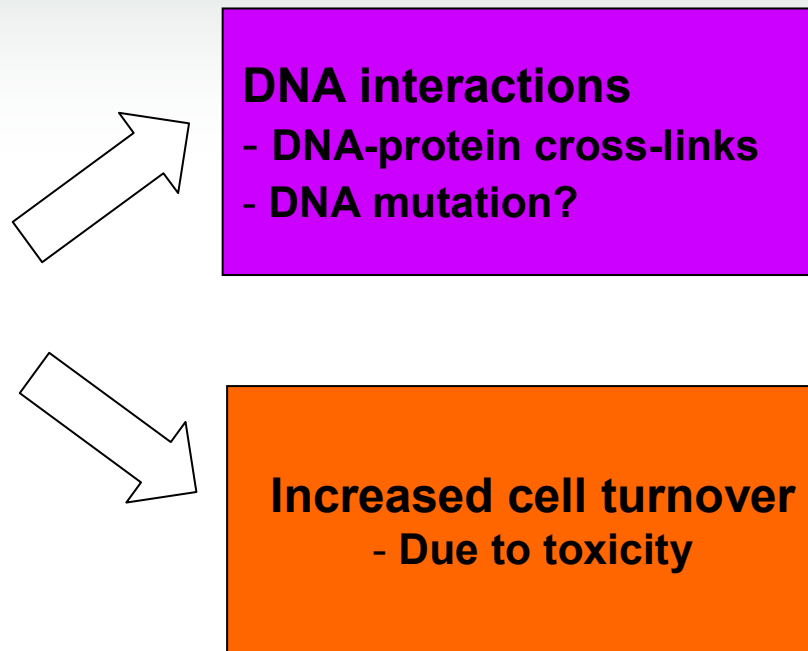 DNA interactions
- DNA-protein cross-links
- DNA mutation?
Increased cell turnover
- Due to toxicity